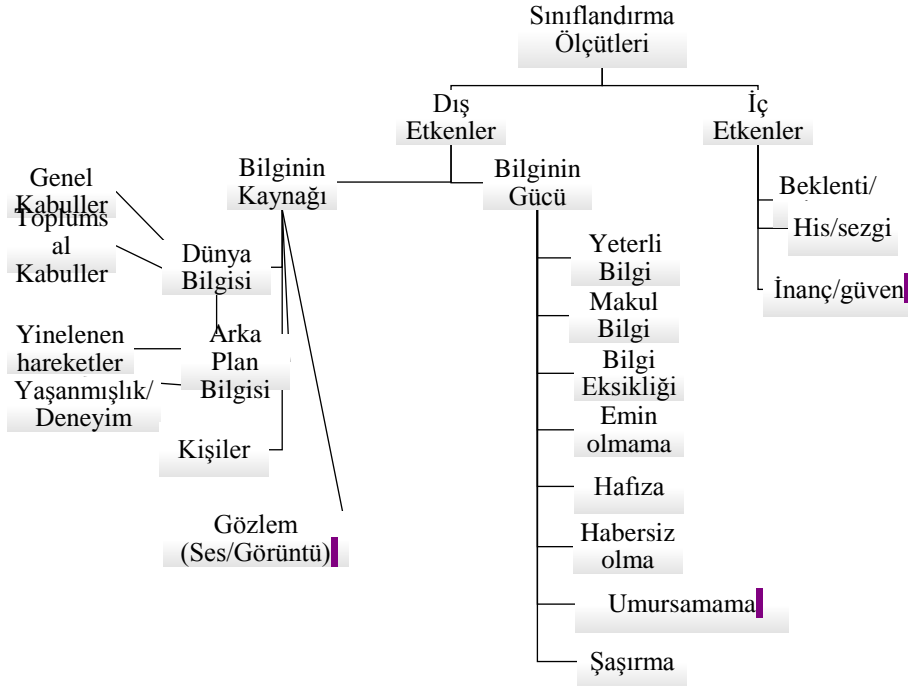 Sınıflandırma
Ölçütleri
Dış
Etkenler
İç
Etkenler
Bilginin
Kaynağı
Bilginin
Gücü
Genel
Kabuller
Toplums
al
Kabuller
Dünya
Bilgisi
Yinelenen
hareketler
Arka
Plan
Bilgisi
Yaşanmışlık/
Deneyim
Kişiler
Gözlem
(Ses/Görüntü)
Yeterli
Bilgi
Makul
Bilgi
Bilgi
Eksikliği
Emin
olmama
Hafıza
Habersiz
olma
Umursamama
Şaşırma
Beklenti/
His/sezgi
İnanç/güven